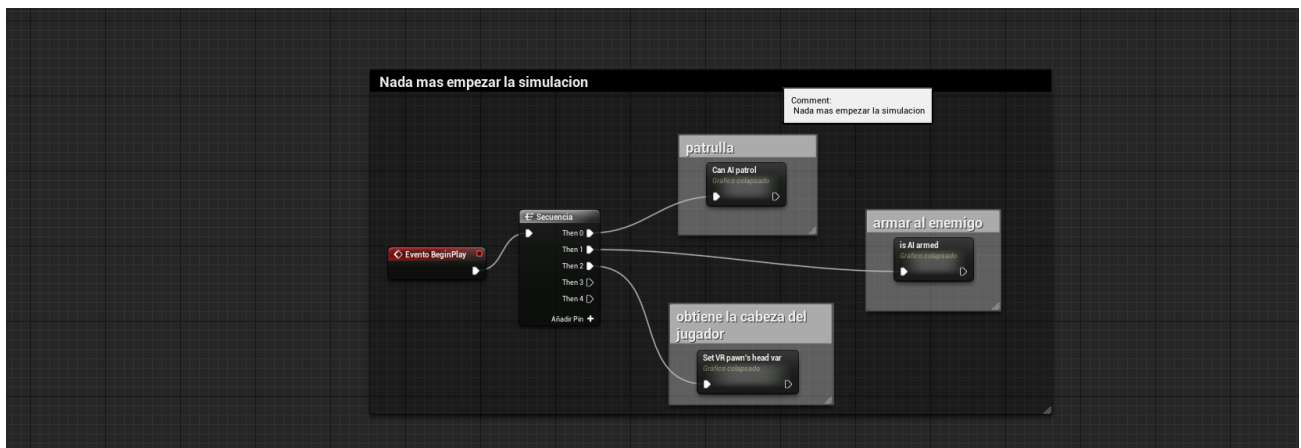 Nada mas empezar la simulacion
Comment:
Nada mas empezar la simulacion
patrulla
Can AI patrol
Gráfico colapsado
Secuencia
Then 0
Then 1
Then 2
Then 3
Then 4
Añadir Pin
Evento BeginPlay
armar al enemigo
is AI armed
Gráfico colapsado
obtiene la cabeza del
jugador
Set VR pawn's head var
Gráfico colapsado